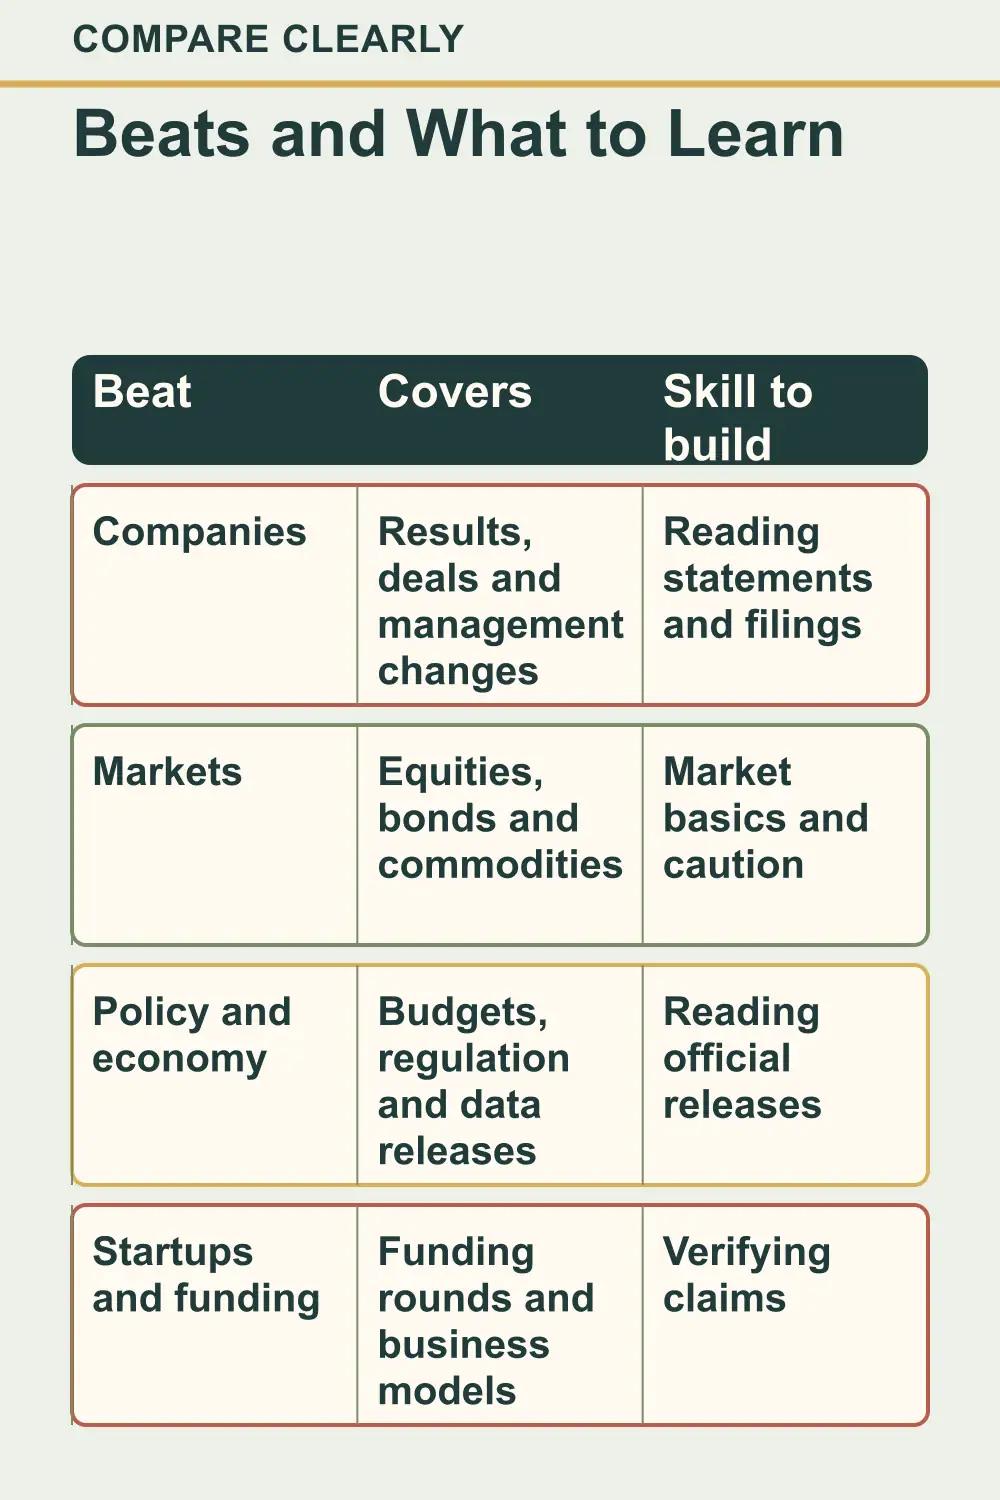 COMPARE CLEARLY
Beats and What to Learn
Beat
Covers
Skill to
build
Companies
Results,
deals and
management
changes
Reading
statements
and filings
Markets
Equities,
bonds and
commodities
Market
basics and
caution
Policy and
economy
Budgets,
regulation
and data
releases
Reading
official
releases
Startups
and funding
Funding
rounds and
business
models
Verifying
claims